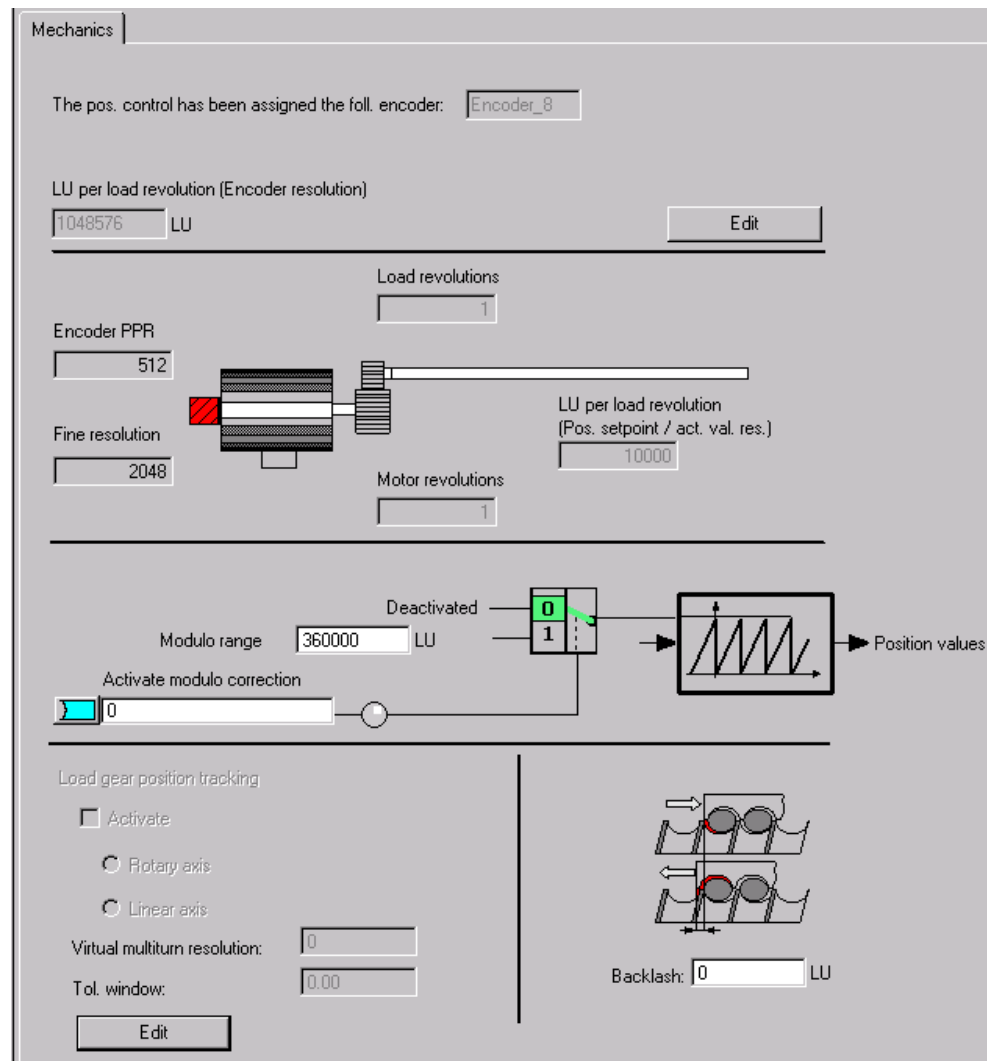 Mechanics
The pos. control has been assigned the foll. encoder: Encoder_8
LU per load revolution (Encoder resolution)
1048576 LU
Edit
Load revolutions
1
Encoder PPR
512
LU per load revolution
(Pos. setpoint / act. val. res.)
10000
Fine resolution
2048
Motor revolutions
1
Deactivated
0
1
Modulo range 360000 LU
Position values
Activate modulo correction
0
Load gear position tracking
Activate
Rotary axis
Linear axis
Virtual multiturn resolution: 0
Tol. window: 0.00
Edit
Backlash: 0 LU